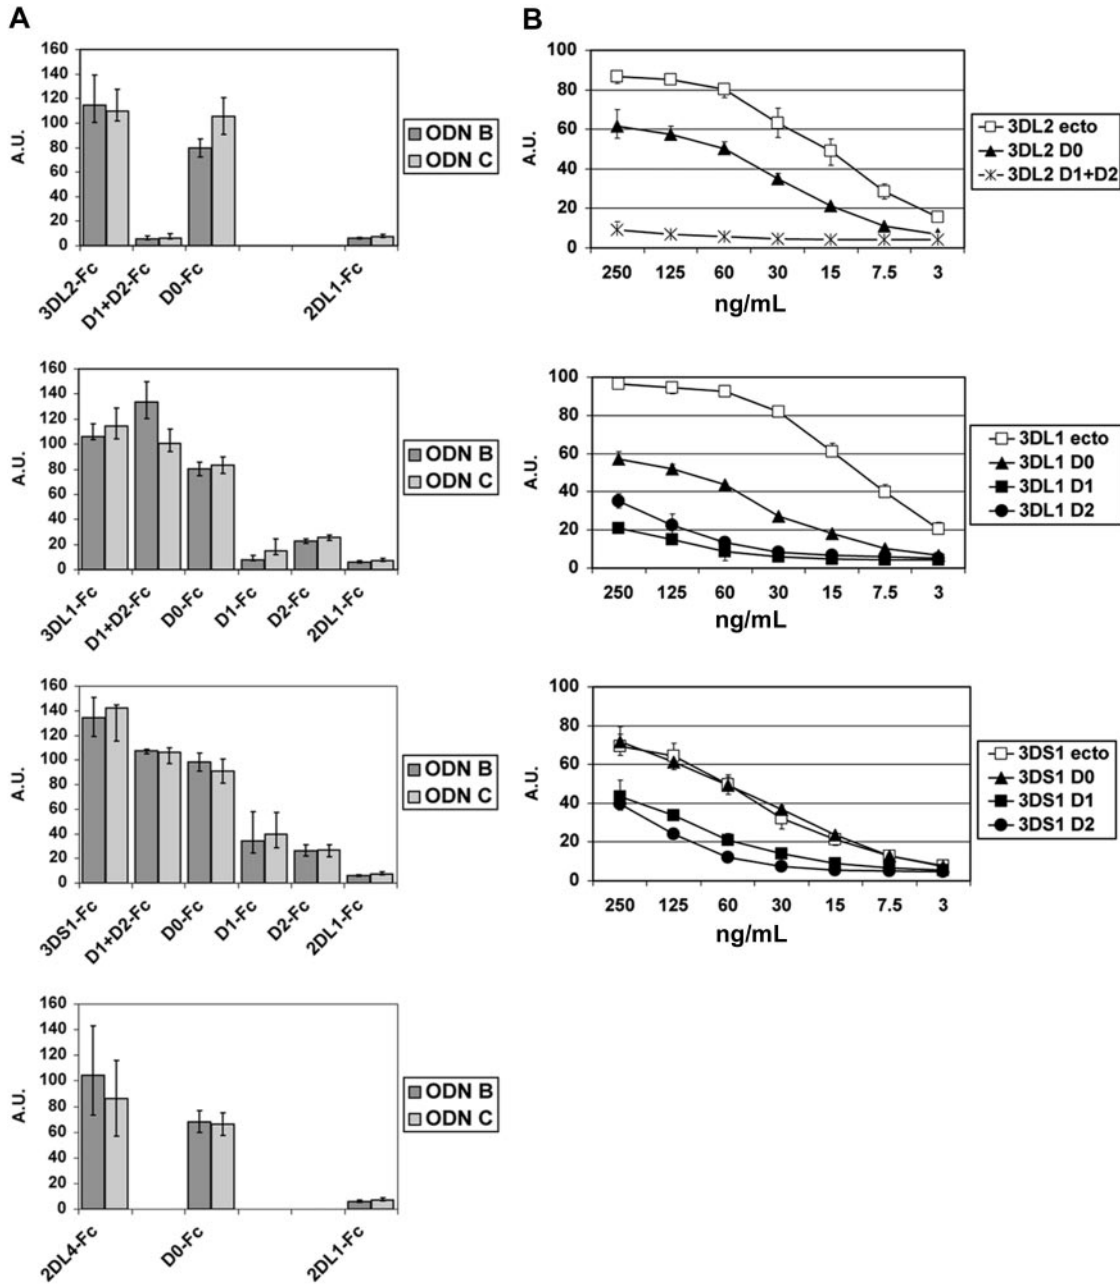 A
160
140
120
100
80
60
40
20
0
A.U.
3DL2-Fc
D1+D2-Fc
D0-Fc
2DL1-Fc
ODN B
ODN C
160
140
120
100
80
60
40
20
0
A.U.
3DL1-Fc
D1+D2-Fc
D0-Fc
D1-Fc
D2-Fc
2DL1-Fc
ODN B
ODN C
160
140
120
100
80
60
40
20
0
A.U.
3DS1-Fc
D1+D2-Fc
D0-Fc
D1-Fc
D2-Fc
2DL1-Fc
ODN B
ODN C
160
140
120
100
80
60
40
20
0
A.U.
2DL4-Fc
D0-Fc
2DL1-Fc
ODN B
ODN C
B
100
80
60
40
20
0
A.U.
250 125 60 30 15 7.5 3
ng/mL
3DL2 ecto
3DL2 D0
3DL2 D1+D2
100
80
60
40
20
0
A.U.
250 125 60 30 15 7.5 3
ng/mL
3DL1 ecto
3DL1 D0
3DL1 D1
3DL1 D2
100
80
60
40
20
0
A.U.
250 125 60 30 15 7.5 3
ng/mL
3DS1 ecto
3DS1 D0
3DS1 D1
3DS1 D2